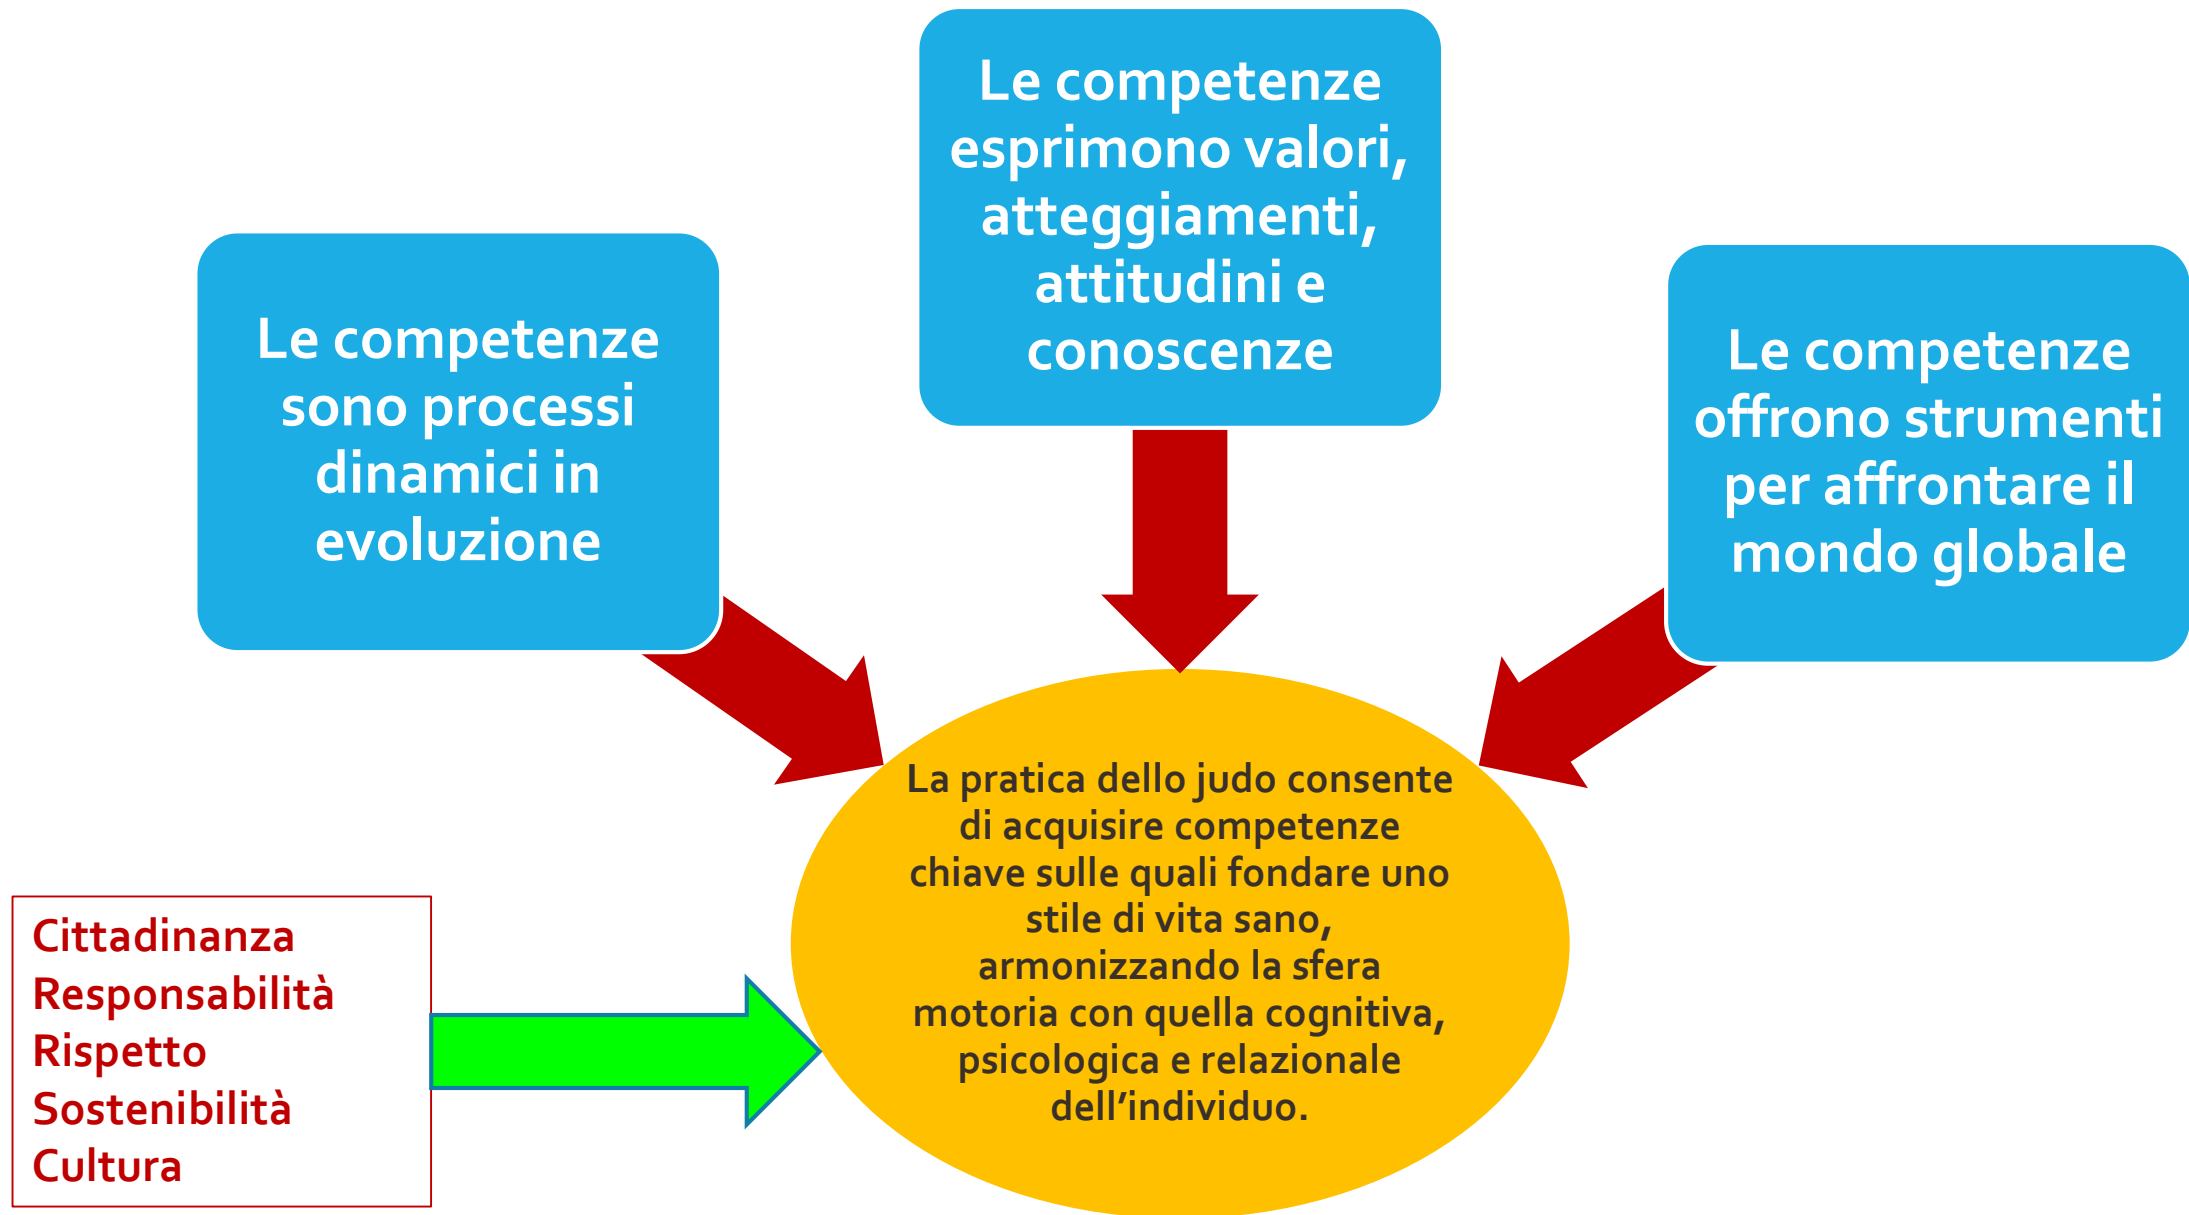 Le competenze
esprimono valori,
atteggiamenti,
attitudini e
conoscenze
Le competenze
sono processi
dinamici in
evoluzione
Le competenze
offrono strumenti
per affrontare il
mondo globale
La pratica dello judo consente
di acquisire competenze
chiave sulle quali fondare uno
stile di vita sano,
armonizzando la sfera
motoria con quella cognitiva,
psicologica e relazionale
dell’individuo.
Cittadinanza
Responsabilità
Rispetto
Sostenibilità
Cultura